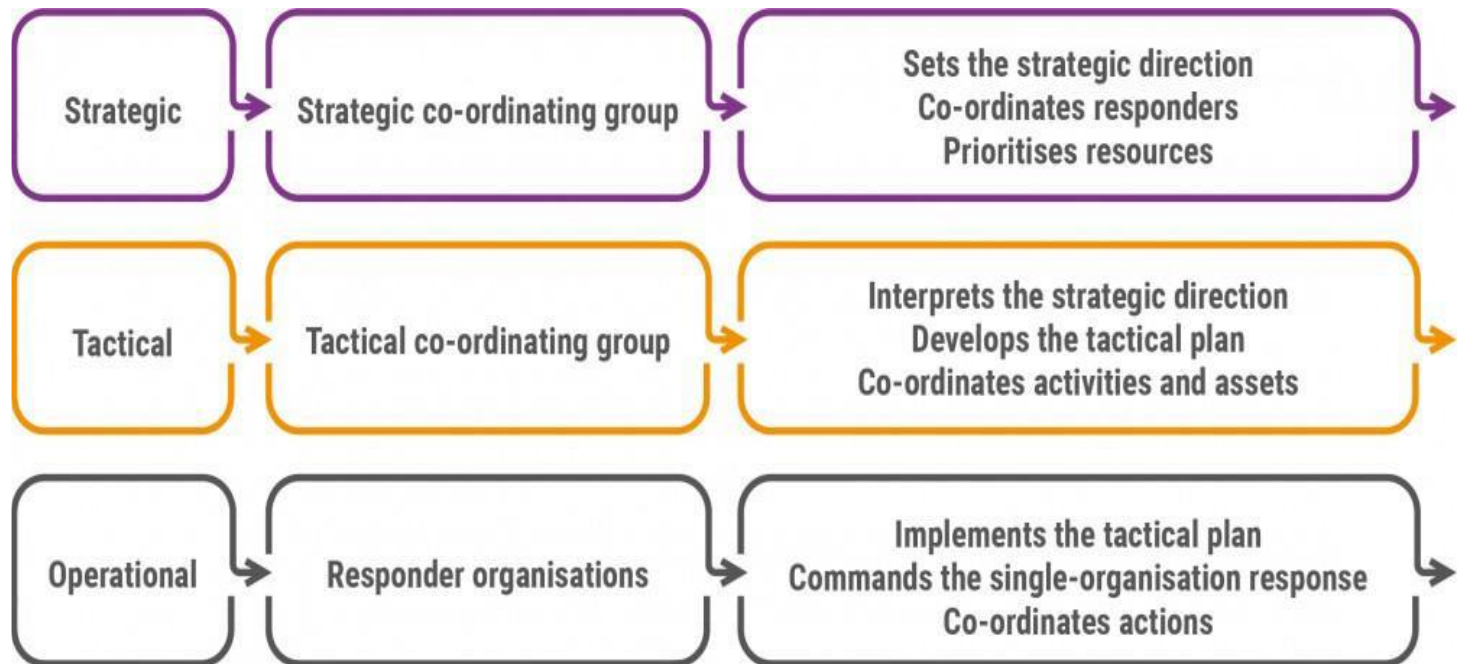 Strategic
Strategic co-ordinating group
Sets the strategic direction
Co-ordinates responders
Prioritises resources
Tactical
Tactical co-ordinating group
Interprets the strategic direction
Develops the tactical plan
Co-ordinates activities and assets
Operational
Responder organisations
Implements the tactical plan
Commands the single-organisation response
Co-ordinates actions